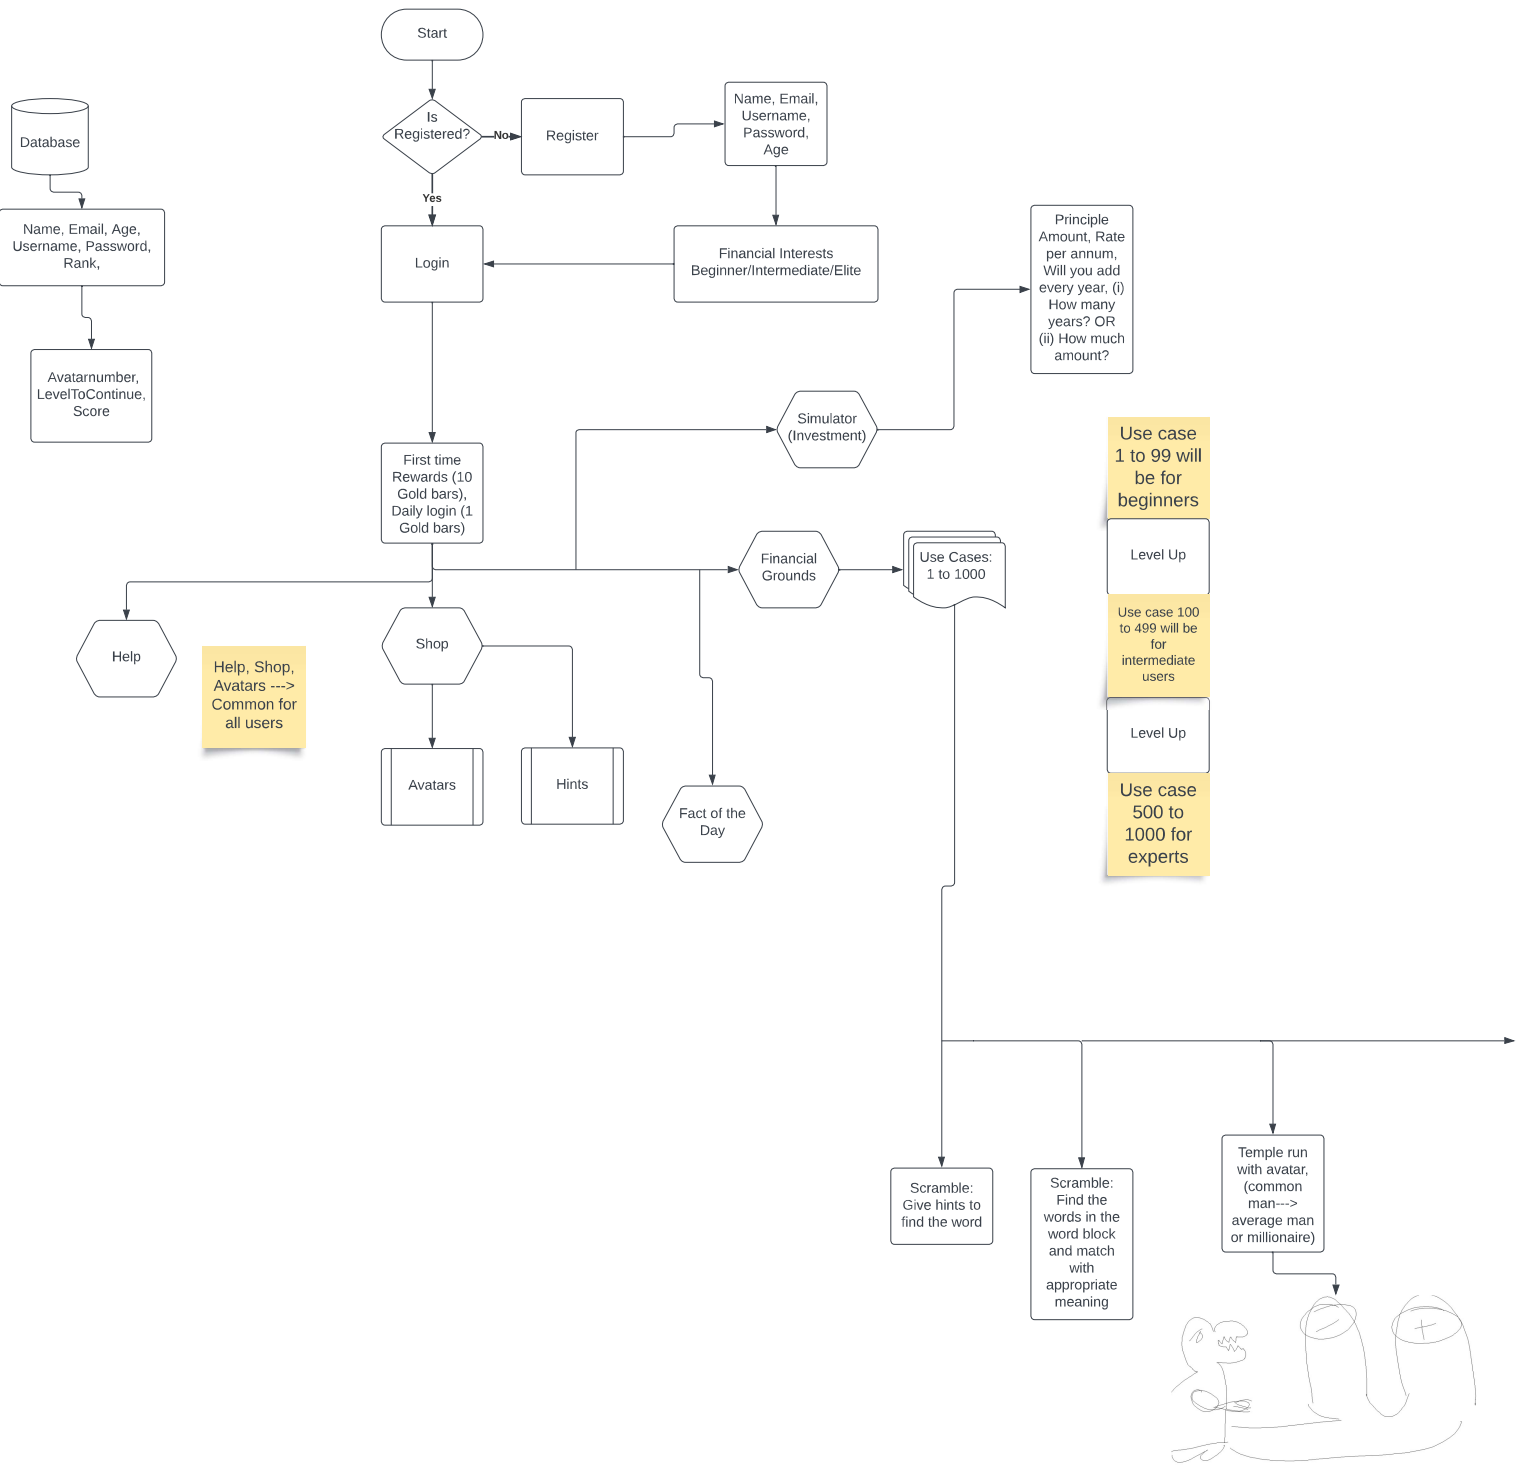 Start
Is
Registered?
No
Yes
Register
Name, Email,
Username,
Password,
Age
Database
Name, Email, Age,
Username, Password,
Rank,
Avatarnumber,
LevelToContinue,
Score
Login
Financial Interests
Beginner/Intermediate/Elite
Principle
Amount, Rate
per annum,
Will you add
every year, (i)
How many
years? OR
(ii) How much
amount?
First time
Rewards (10
Gold bars),
Daily login (1
Gold bars)
Simulator
(Investment)
Financial
Grounds
Use Cases:
1 to 1000
Use case
1 to 99 will
be for
beginners
Level Up
Use case 100
to 499 will be
for
intermediate
users
Level Up
Use case
500 to
1000 for
experts
Help
Help, Shop,
Avatars --->
Common for
all users
Shop
Avatars
Hints
Fact of the
Day
Scramble:
Give hints to
find the word
Scramble:
Find the
words in the
word block
and match
with
appropriate
meaning
Temple run
with avatar,
(common
man--->
average man
or millionaire)